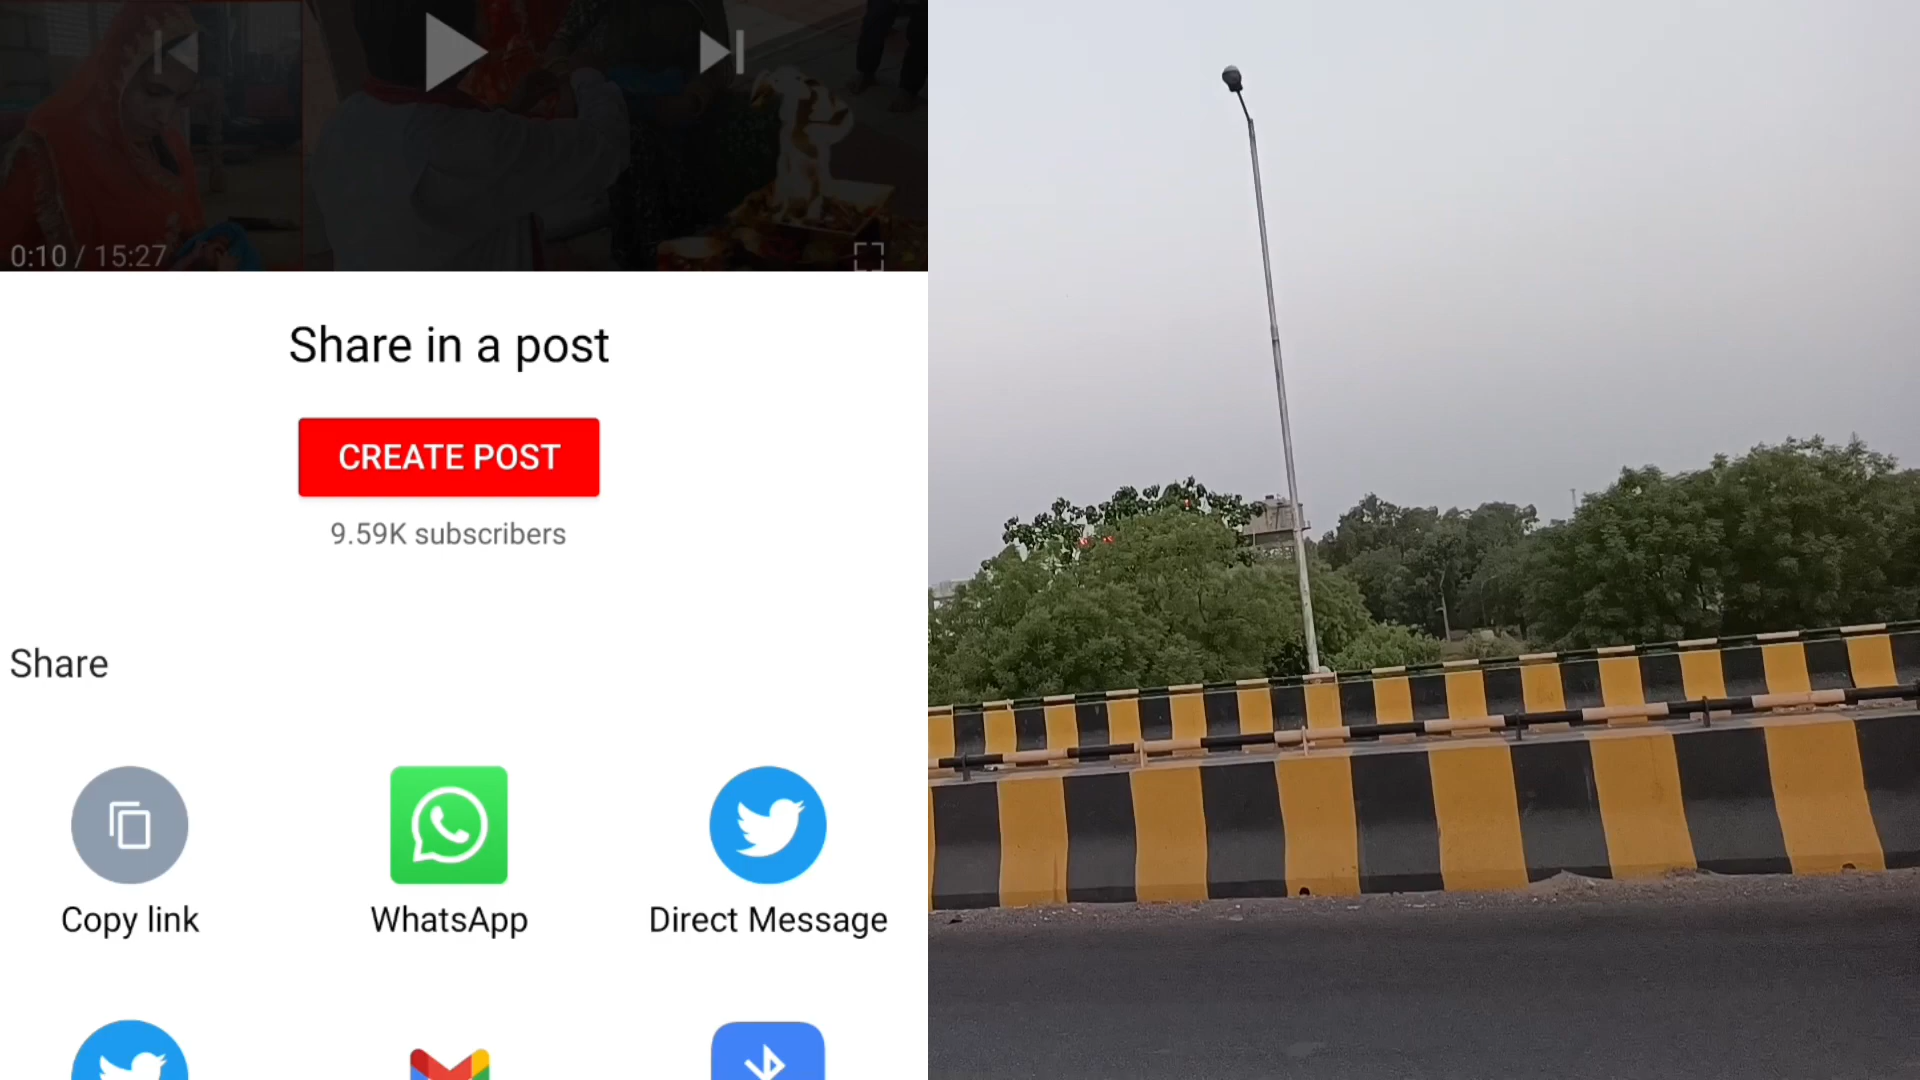 0:10 / 15:27
Share in a post
CREATE POST
9.59K subscribers
Share
Copy link
WhatsApp
Direct Message